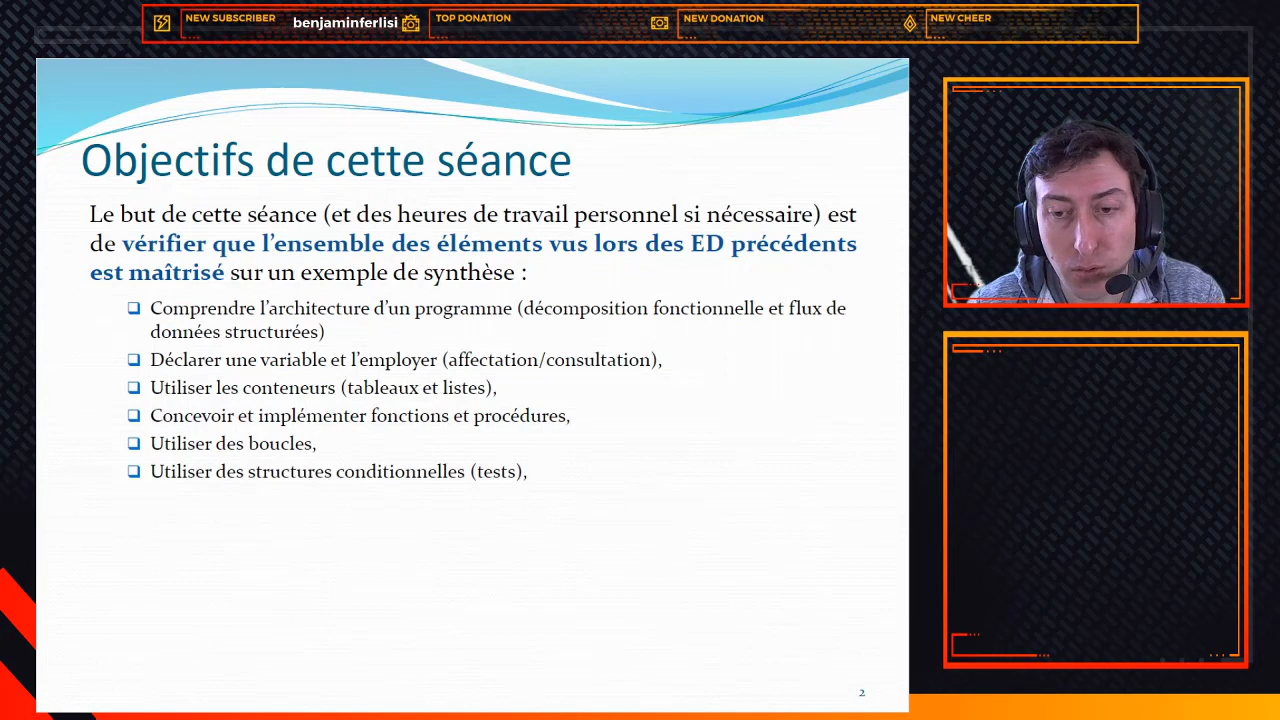 NEW SUBSCRIBER
benjaminferlisi
TOP DONATION
NEW DONATION
NEW CHEER
Objectifs de cette séance
Le but de cette séance (et des heures de travail personnel si nécessaire) est
de vérifier que l’ensemble des éléments vus lors des ED précédents
est maîtrisé sur un exemple de synthèse :
Comprendre l’architecture d’un programme (décomposition fonctionnelle et flux de
données structurées)
Déclarer une variable et l’employer (affectation/consultation),
Utiliser les conteneurs (tableaux et listes),
Concevoir et implémenter fonctions et procédures,
Utiliser des boucles,
Utiliser des structures conditionnelles (tests),
2